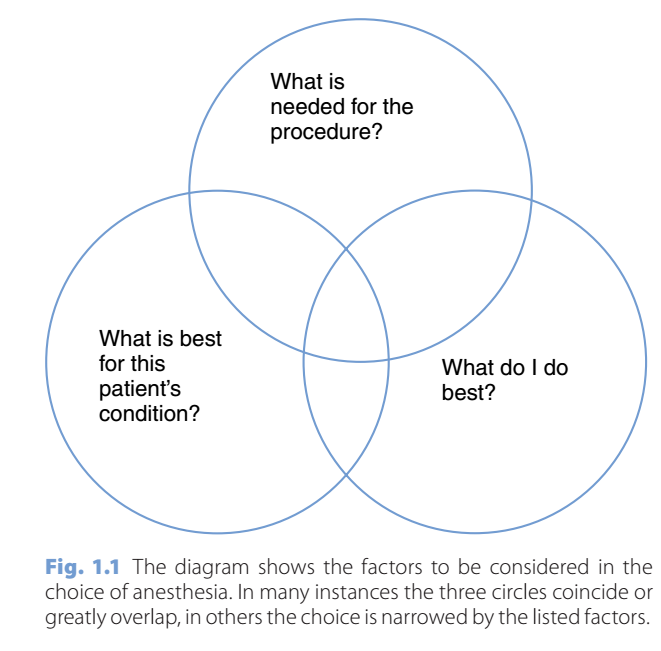 What is
needed for the
procedure?
What is best
for this
patient's
condition?
What do I do
best?
Fig. 1.1 The diagram shows the factors to be considered in the
choice of anesthesia. In many instances the three circles coincide or
greatly overlap, in others the choice is narrowed by the listed factors.